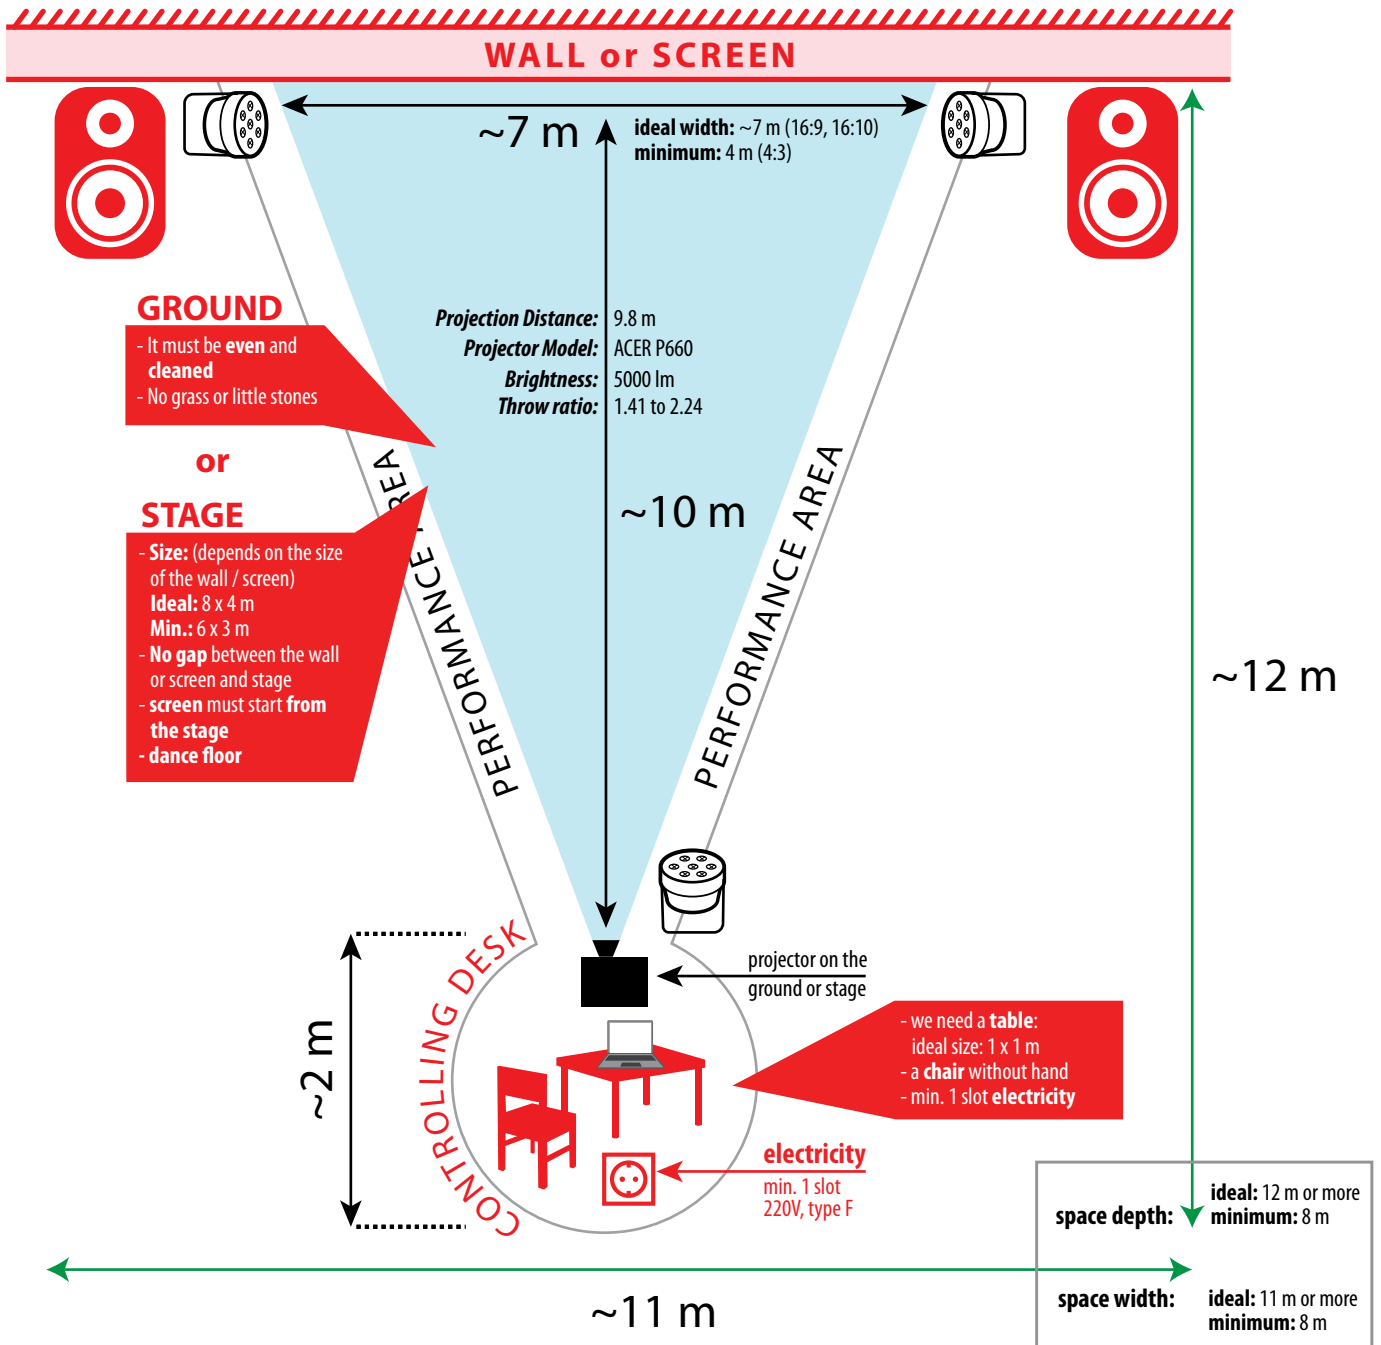 WALL or SCREEN
~7 m
ideal width: ~7 m (16:9, 16:10)
minimum: 4 m (4:3)
Projection Distance: 9.8 m
Projector Model: ACER P660
Brightness: 5000 lm
Throw ratio: 1.41 to 2.24
GROUND
- It must be even and
cleaned
- No grass or little stones
or
STAGE
- Size: (depends on the size
of the wall / screen)
Ideal: 8 x 4 m
Min.: 6 x 3 m
- No gap between the wall
or screen and stage
- screen must start from
the stage
- dance floor
PERFORMANCE AREA
~10 m
PERFORMANCE AREA
~12 m
CONTROLLING DESK
~2 m
projector on the
ground or stage
- we need a table:
ideal size: 1 x 1 m
- a chair without hand
- min. 1 slot electricity
electricity
min. 1 slot
220V, type F
space depth:
ideal: 12 m or more
minimum: 8 m
space width:
ideal: 11 m or more
minimum: 8 m
~11 m